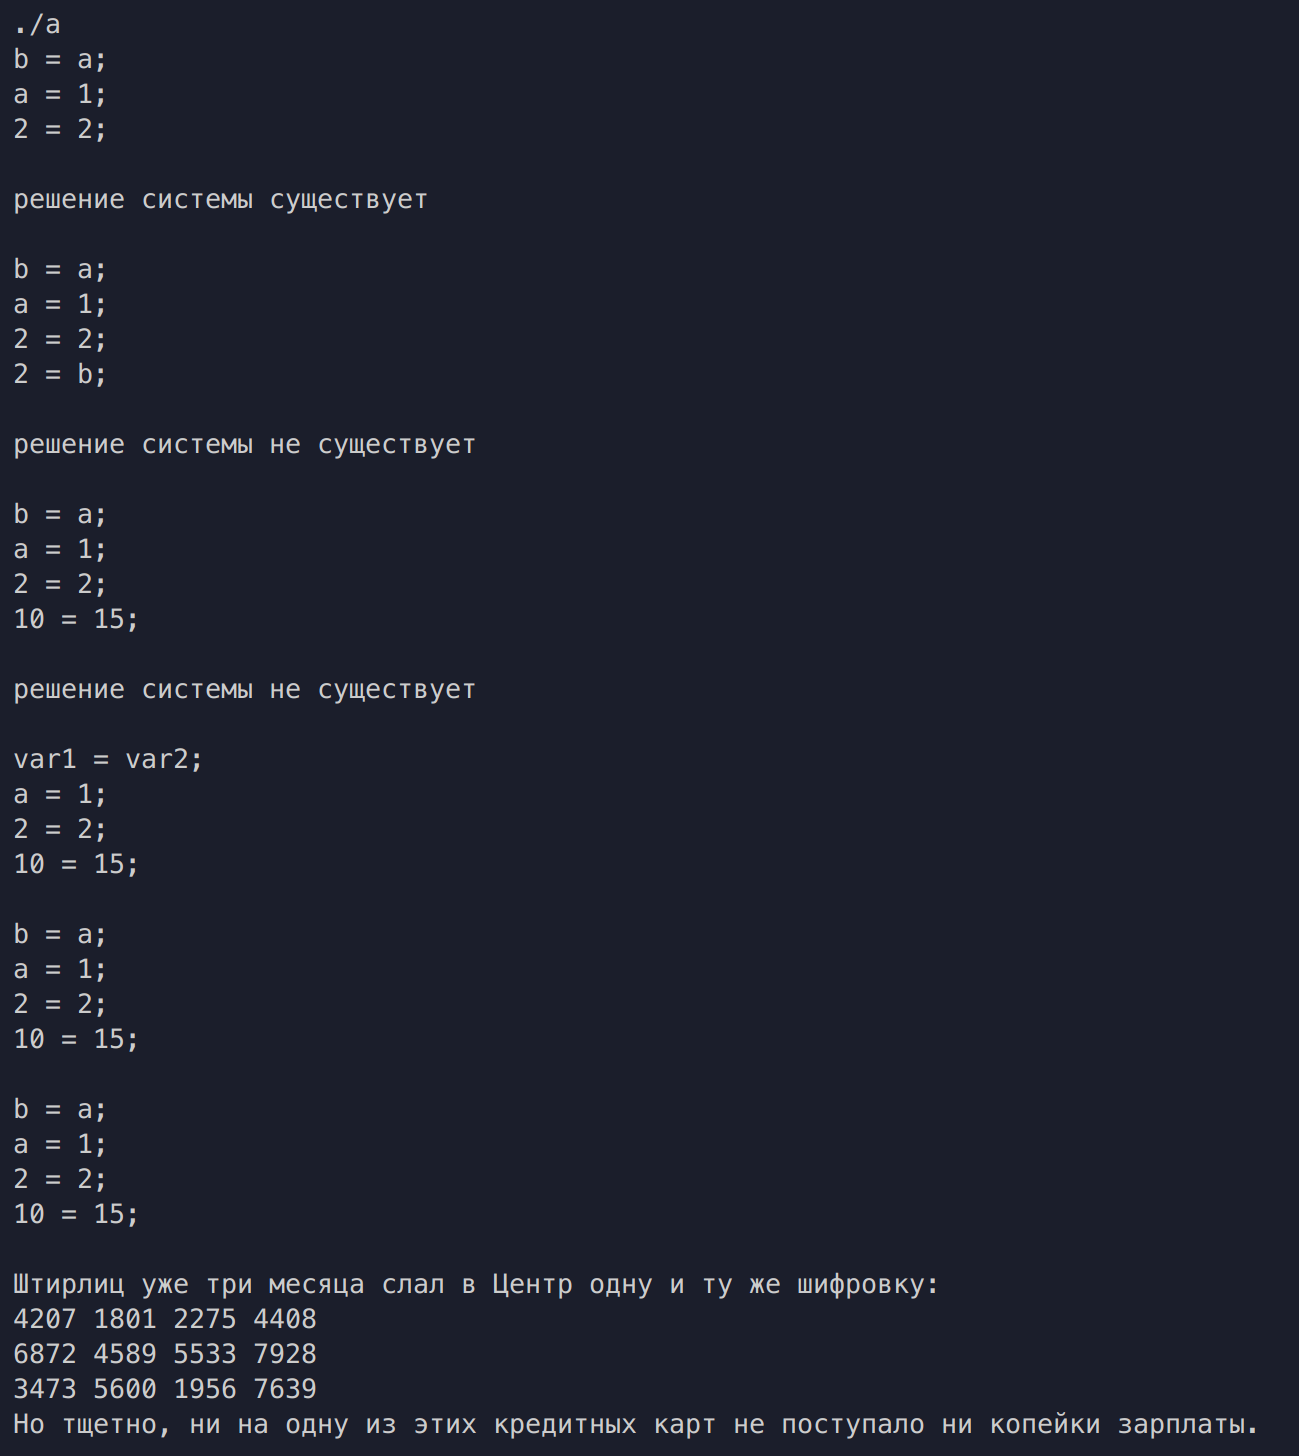 ./a
b = a;
a = 1;
2 = 2;

решение системы существует

b = a;
a = 1;
2 = 2;
2 = b;

решение системы не существует

b = a;
a = 1;
2 = 2;
10 = 15;

решение системы не существует

var1 = var2;
a = 1;
2 = 2;
10 = 15;

b = a;
a = 1;
2 = 2;
10 = 15;

b = a;
a = 1;
2 = 2;
10 = 15;

Штирлиц уже три месяца слал в Центр одну и ту же шифровку:
4207 1801 2275 4408
6872 4589 5533 7928
3473 5600 1956 7639
Но тщетно, ни на одну из этих кредитных карт не поступало ни копейки зарплаты.